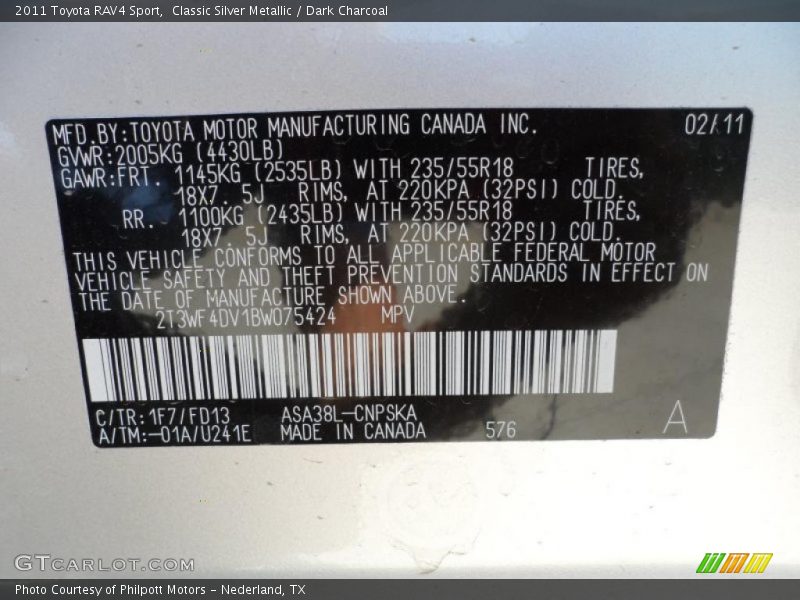 2011 Toyota RAV4 Sport,  Classic Silver Metallic / Dark Charcoal
MFD.BY:TOYOTA MOTOR MANUFACTURING CANADA INC. 02/11
GVWR:2005KG (4430LB)
GAWR:FRT. 1145KG (2535LB) WITH 235/55R18 TIRES,
18X7. 5J RIMS, AT 220KPA (32PSI) COLD.
RR. 1100KG (2435LB) WITH 235/55R18 TIRES,
18X7. 5J RIMS, AT 220KPA (32PSI) COLD.
THIS VEHICLE CONFORMS TO ALL APPLICABLE FEDERAL MOTOR
VEHICLE SAFETY AND THEFT PREVENTION STANDARDS IN EFFECT ON
THE DATE OF MANUFACTURE SHOWN ABOVE.
2T3WF4DV1BW075424 MPV
C/TR:1F7/FD13 ASA38L-CNPSKA
A/TM:-01A/U241E MADE IN CANADA 576 A
GTCARLOT.COM
Photo Courtesy of Philpott Motors - Nederland, TX